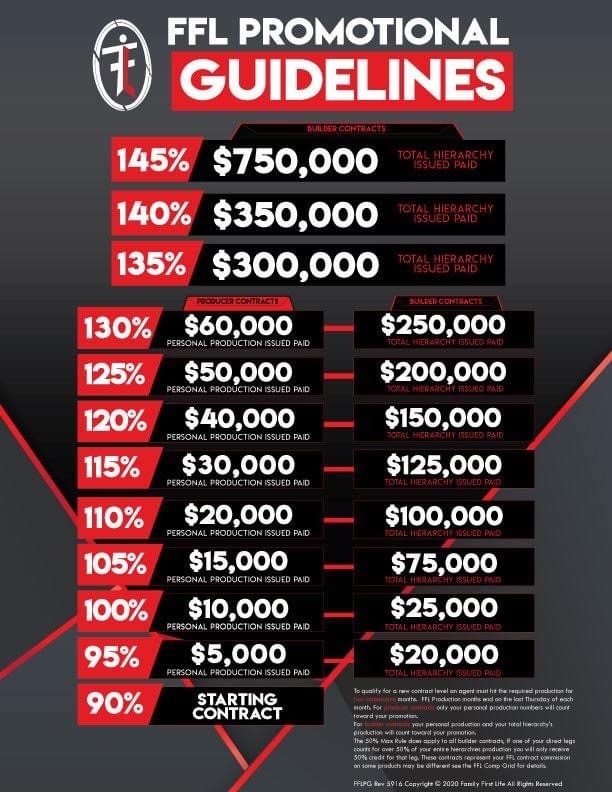 FFL PROMOTIONAL
GUIDELINES
BUILDER CONTRACTS
145% $750,000 TOTAL HIERARCHY
ISSUED PAID
140% $350,000 TOTAL HIERARCHY
ISSUED PAID
135% $300,000 TOTAL HIERARCHY
ISSUED PAID
PRODUCER CONTRACTS BUILDER CONTRACTS
130% $60,000 $250,000
PERSONAL PRODUCTION ISSUED PAID TOTAL HIERARCHY ISSUED PAID
125% $50,000 $200,000
PERSONAL PRODUCTION ISSUED PAID TOTAL HIERARCHY ISSUED PAID
120% $40,000 $150,000
PERSONAL PRODUCTION ISSUED PAID TOTAL HIERARCHY ISSUED PAID
115% $30,000 $125,000
PERSONAL PRODUCTION ISSUED PAID TOTAL HIERARCHY ISSUED PAID
110% $20,000 $100,000
PERSONAL PRODUCTION ISSUED PAID TOTAL HIERARCHY ISSUED PAID
105% $15,000 $75,000
PERSONAL PRODUCTION ISSUED PAID TOTAL HIERARCHY ISSUED PAID
100% $10,000 $25,000
PERSONAL PRODUCTION ISSUED PAID TOTAL HIERARCHY ISSUED PAID
95% $5,000 $20,000
PERSONAL PRODUCTION ISSUED PAID TOTAL HIERARCHY ISSUED PAID
90% STARTING
CONTRACT
To qualify for a new contract level an agent must hit the required production for
two consecutive months. FFL Production months end on the last Thursday of each
month. For producer contracts only your personal production numbers will count
toward your promotion.
For builder contracts your personal production and your total hierarchy's
production will count toward your promotion.
The 50% Max Rule does apply to all builder contracts, if one of your direct legs
counts for over 50% of your entire hierarchies production you will only receive
50% credit for that leg. These contracts represent your FFL contract commission
on some products may be different see the FFL Comp Grid for details.
FFLPG Rev 5916 Copyright © 2020 Family First Life All Rights Reserved